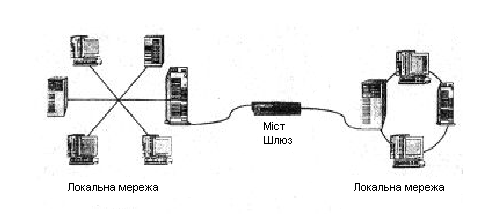 Міст
Шлюз
Локальна мережа
Локальна мережа